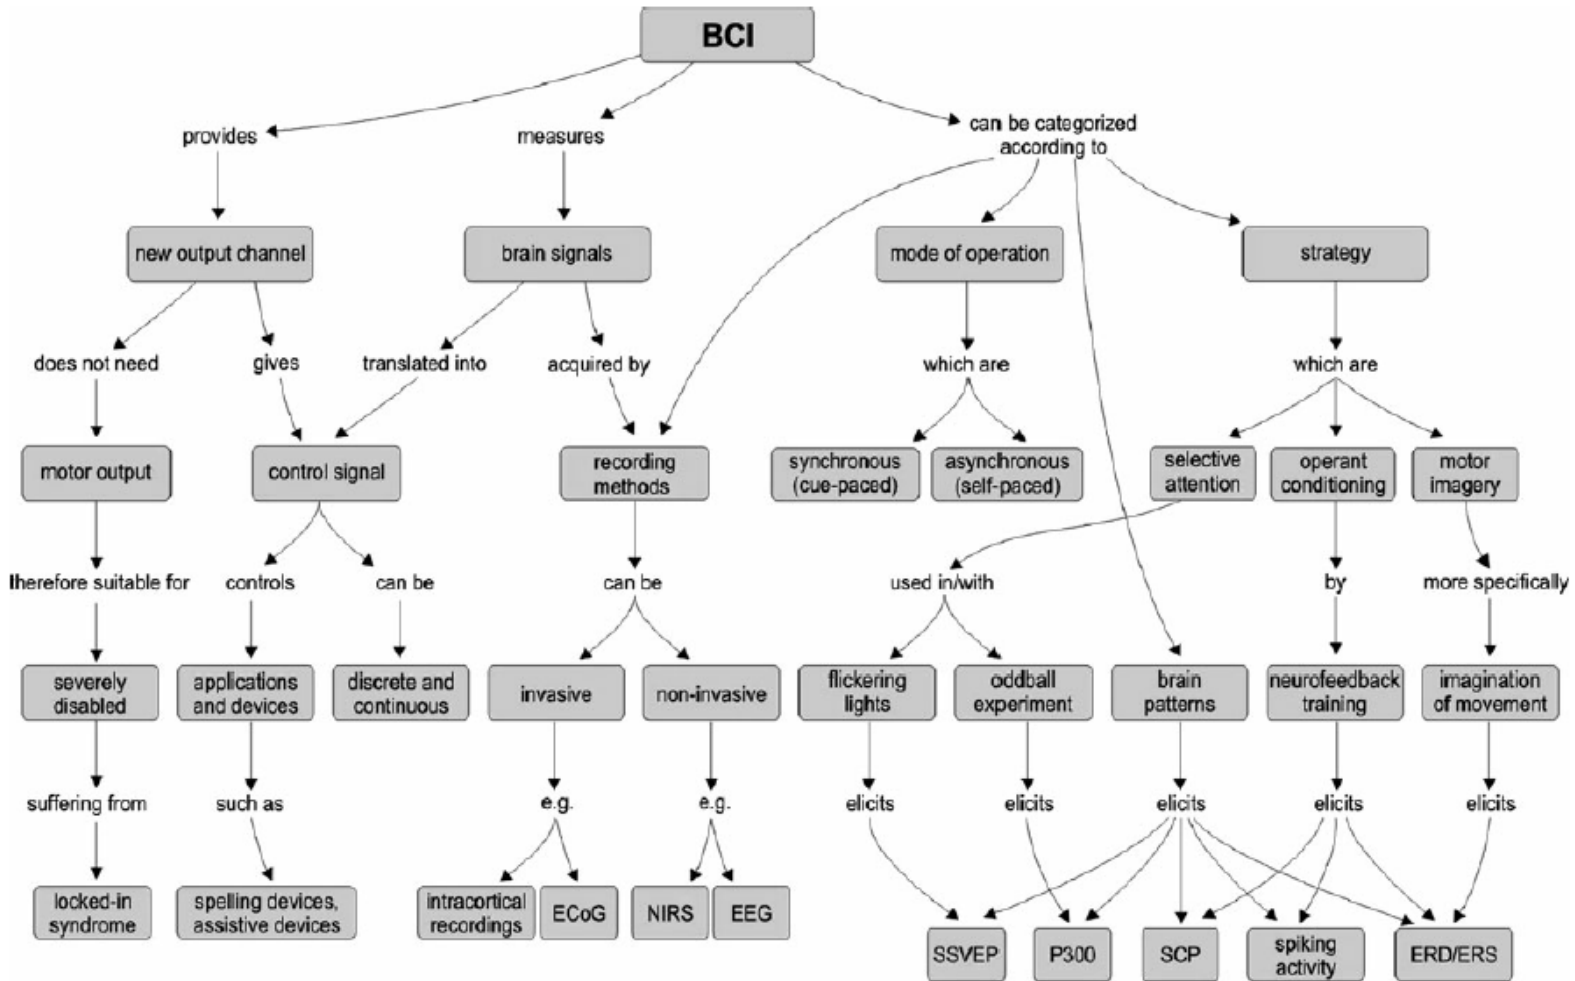 BCI
provides
measures
can be categorized
according to
new output channel
brain signals
mode of operation
strategy
does not need
gives
translated into
acquired by
which are
which are
motor output
control signal
recording
methods
synchronous
(cue-paced)
asynchronous
(self-paced)
selective
attention
operant
conditioning
motor
imagery
therefore suitable for
controls
can be
can be
used in/with
by
more specifically
severely
disabled
applications
and devices
discrete and
continuous
invasive
non-invasive
flickering
lights
oddball
experiment
brain
patterns
neurofeedback
training
imagination
of movement
suffering from
such as
e.g.
e.g.
elicits
elicits
elicits
elicits
elicits
locked-in
syndrome
spelling devices,
assistive devices
intracortical
recordings
ECoG
NIRS
EEG
SSVEP
P300
SCP
spiking
activity
ERD/ERS